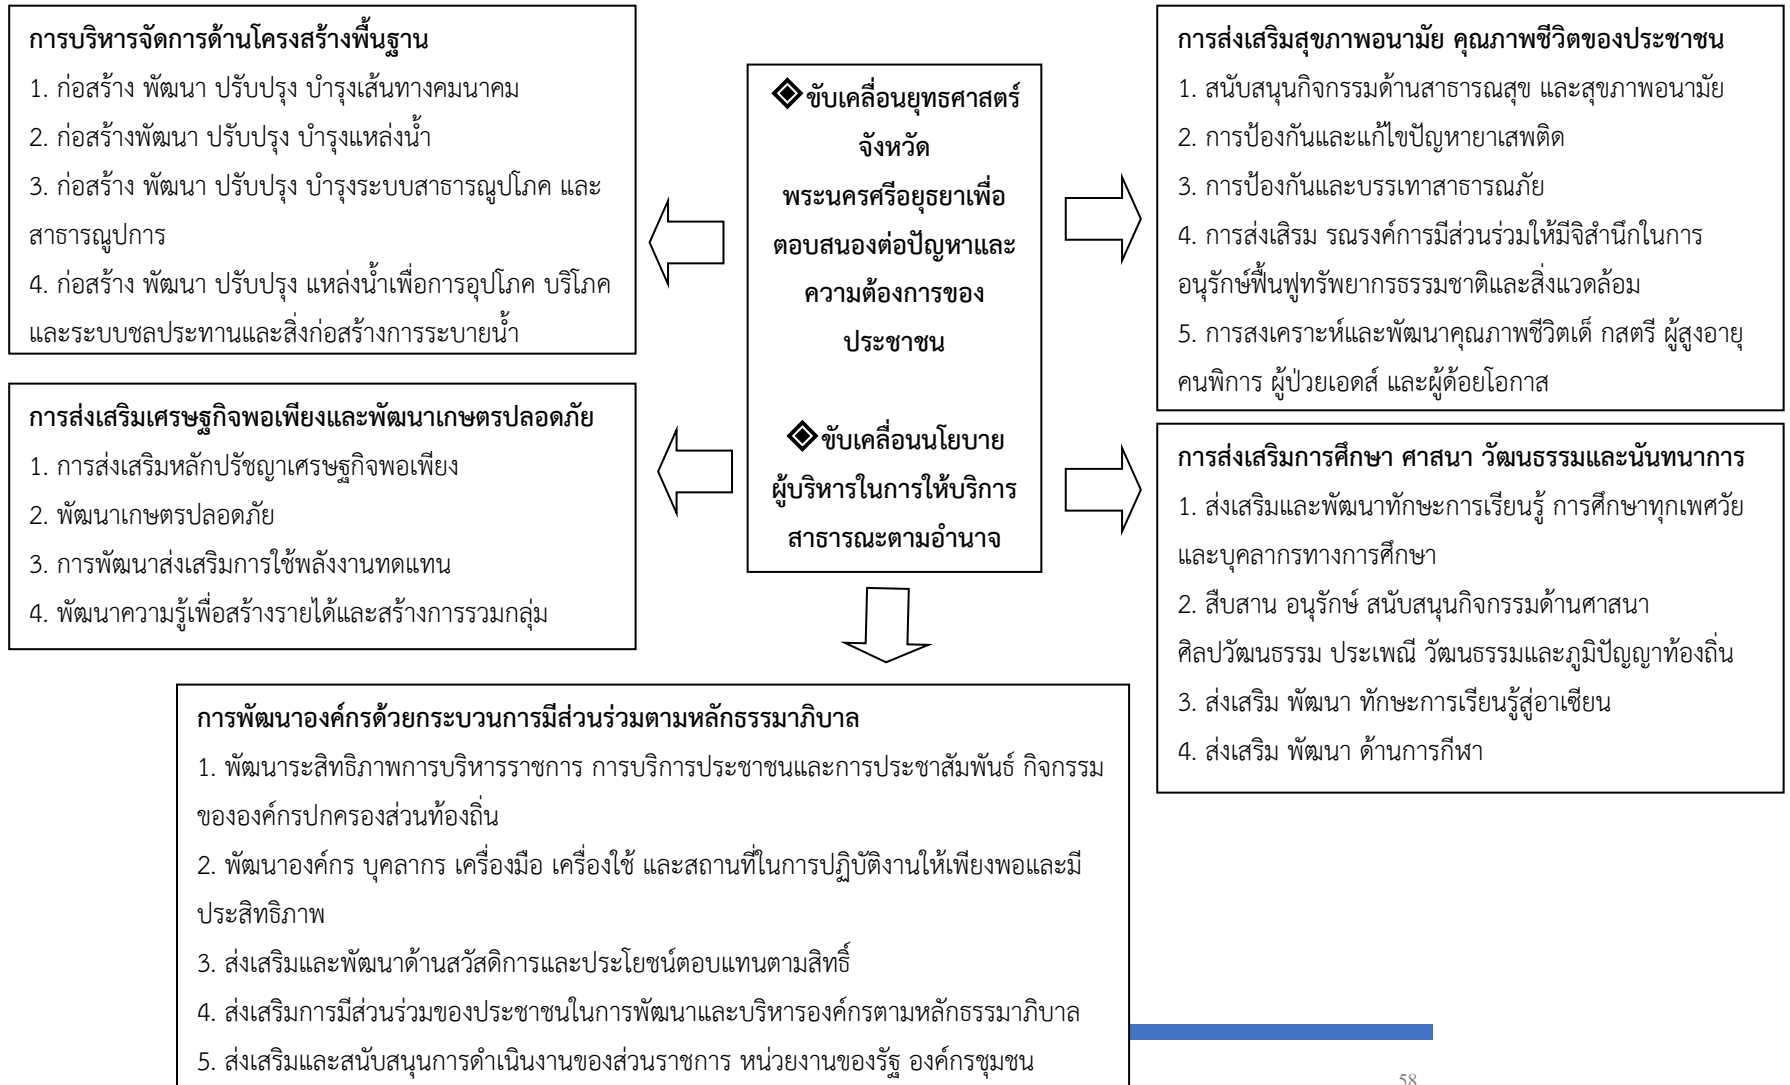 การบริหารจัดการด้านโครงสร้างพื้นฐาน
1. ก่อสร้าง พัฒนา ปรับปรุง บำรุงเส้นทางคมนาคม
2. ก่อสร้างพัฒนา ปรับปรุง บำรุงแหล่งน้ำ
3. ก่อสร้าง พัฒนา ปรับปรุง บำรุงระบบสาธารณูปโภค และ
สาธารณูปการ
4. ก่อสร้าง พัฒนา ปรับปรุง แหล่งน้ำเพื่อการอุปโภค บริโภค
และระบบชลประทานและสิ่งก่อสร้างการระบายน้ำ
การส่งเสริมเศรษฐกิจพอเพียงและพัฒนาเกษตรปลอดภัย
1. การส่งเสริมหลักปรัชญาเศรษฐกิจพอเพียง
2. พัฒนาเกษตรปลอดภัย
3. การพัฒนาส่งเสริมการใช้พลังงานทดแทน
4. พัฒนาความรู้เพื่อสร้างรายได้และสร้างการรวมกลุ่ม
ขับเคลื่อนยุทธศาสตร์
จังหวัด
พระนครศรีอยุธยาเพื่อ
ตอบสนองต่อปัญหาและ
ความต้องการของ
ประชาชน
ขับเคลื่อนนโยบาย
ผู้บริหารในการให้บริการ
สาธารณะตามอำนาจ
การส่งเสริมสุขภาพอนามัย คุณภาพชีวิตของประชาชน
1. สนับสนุนกิจกรรมด้านสาธารณสุข และสุขภาพอนามัย
2. การป้องกันและแก้ไขปัญหายาเสพติด
3. การป้องกันและบรรเทาสาธารณภัย
4. การส่งเสิรม รณรงค์การมีส่วนร่วมให้มีจิสำนึกในการ
อนุรักษ์ฟื้นฟูทรัพยากรธรรมชาติและสิ่งแวดล้อม
5. การสงเคราะห์และพัฒนาคุณภาพชีวิตเด็ กสตรี ผู้สูงอายุ
คนพิการ ผู้ป่วยเอดส์ และผู้ด้อยโอกาส
การส่งเสริมการศึกษา ศาสนา วัฒนธรรมและนันทนาการ
1. ส่งเสริมและพัฒนาทักษะการเรียนรู้ การศึกษาทุกเพศวัย
และบุคลากรทางการศึกษา
2. สืบสาน อนุรักษ์ สนับสนุนกิจกรรมด้านศาสนา
ศิลปวัฒนธรรม ประเพณี วัฒนธรรมและภูมิปัญญาท้องถิ่น
3. ส่งเสริม พัฒนา ทักษะการเรียนรู้สู่อาเซียน
4. ส่งเสริม พัฒนา ด้านการกีฬา
การพัฒนาองค์กรด้วยกระบวนการมีส่วนร่วมตามหลักธรรมาภิบาล
1. พัฒนาระสิทธิภาพการบริหารราชการ การบริการประชาชนและการประชาสัมพันธ์ กิจกรรม
ขององค์กรปกครองส่วนท้องถิ่น
2. พัฒนาองค์กร บุคลากร เครื่องมือ เครื่องใช้ และสถานที่ในการปฏิบัติงานให้เพียงพอและมี
ประสิทธิภาพ
3. ส่งเสริมและพัฒนาด้านสวัสดิการและประโยชน์ตอบแทนตามสิทธิ์
4. ส่งเสริมการมีส่วนร่วมของประชาชนในการพัฒนาและบริหารองค์กรตามหลักธรรมาภิบาล
5. ส่งเสริมและสนับสนุนการดำเนินงานของส่วนราชการ หน่วยงานของรัฐ องค์กรชุมชน
58